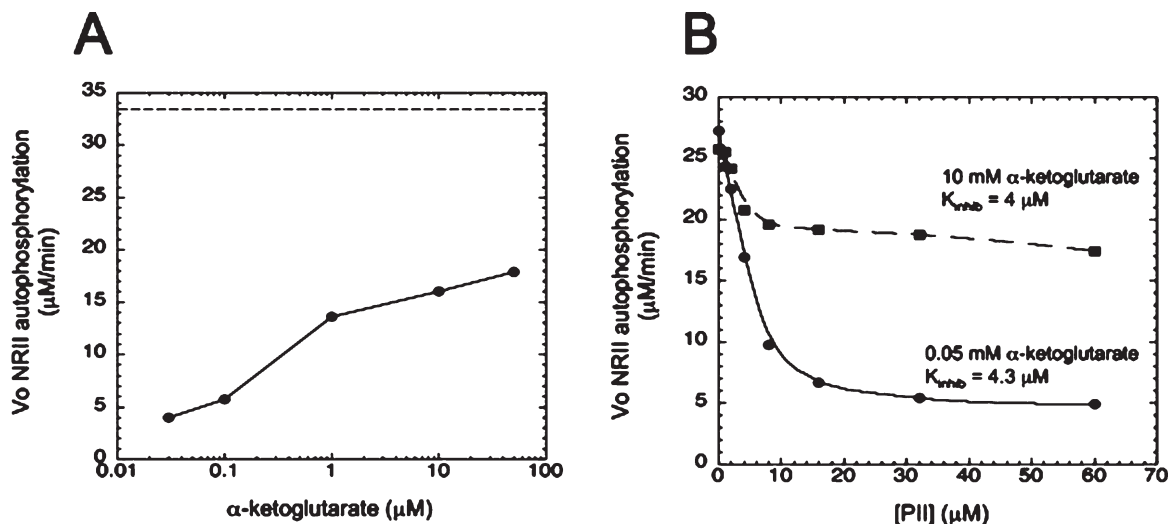 A
Vo NRII autophosphorylation
(μM/min)
35
30
25
20
15
10
5
0
0.01
0.1
1
10
100
α-ketoglutarate (μM)
B
Vo NRII autophosphorylation
(μM/min)
30
25
20
15
10
5
0
10 mM α-ketoglutarate
Kinhib = 4 μM
0.05 mM α-ketoglutarate
Kinhib = 4.3 μM
0
10
20
30
40
50
60
70
[PII] (μM)